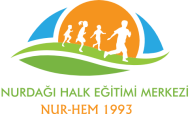 NURDAĞI HALK EĞİTİMİ MERKEZİ
NUR-HEM 1993